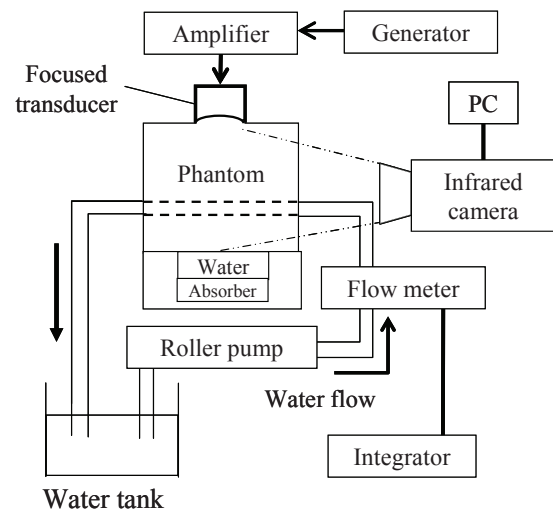 Amplifier
Generator
Focused
transducer
PC
Phantom
Infrared
camera
Water
Absorber
Flow meter
Roller pump
Water flow
Integrator
Water tank